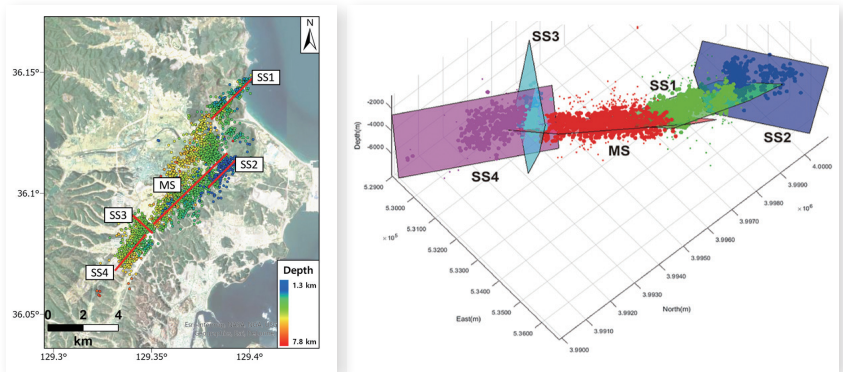 N
36.15°
36.1°
36.05°
SS1
SS2
MS
SS3
SS4
Depth
1.3 km
7.8 km
0 2 4
km
129.3°
129.35°
129.4°
SS3
SS1
SS2
MS
SS4
Depth(m)
-2000
-4000
-6000
5.2900
5.3000
5.3100
× 10⁵
5.3200
5.3300
5.3400
5.3500
5.3600
East(m)
4.0000
3.9990
× 10⁶
3.9970
3.9960
3.9950
3.9940
3.9930
3.9920
3.9910
3.9900
North(m)